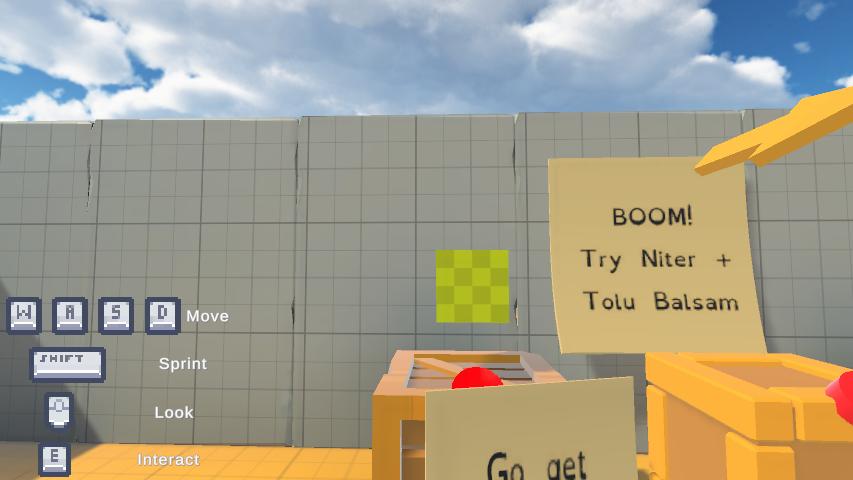 BOOM!
Try Niter +
Tolu Balsam
W A S D Move
SHIFT Sprint
Look
E Interact
Go get